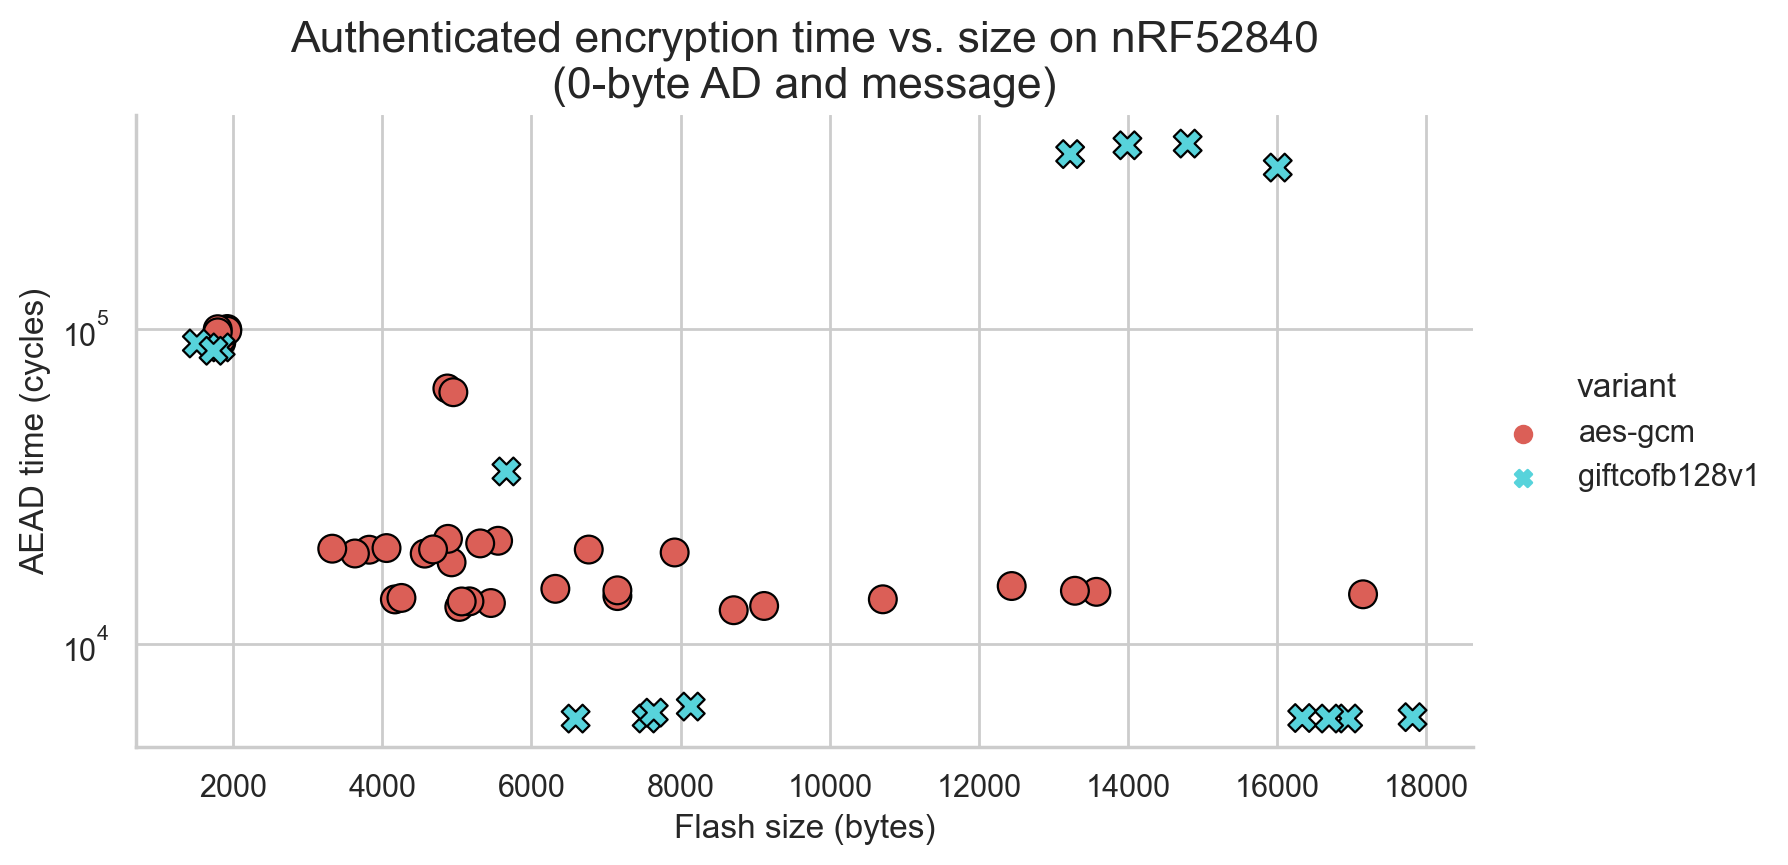 Authenticated encryption time vs. size on nRF52840
(0-byte AD and message)
AEAD time (cycles)
10^5
10^4
2000 4000 6000 8000 10000 12000 14000 16000 18000
Flash size (bytes)
variant
aes-gcm
giftcofb128v1